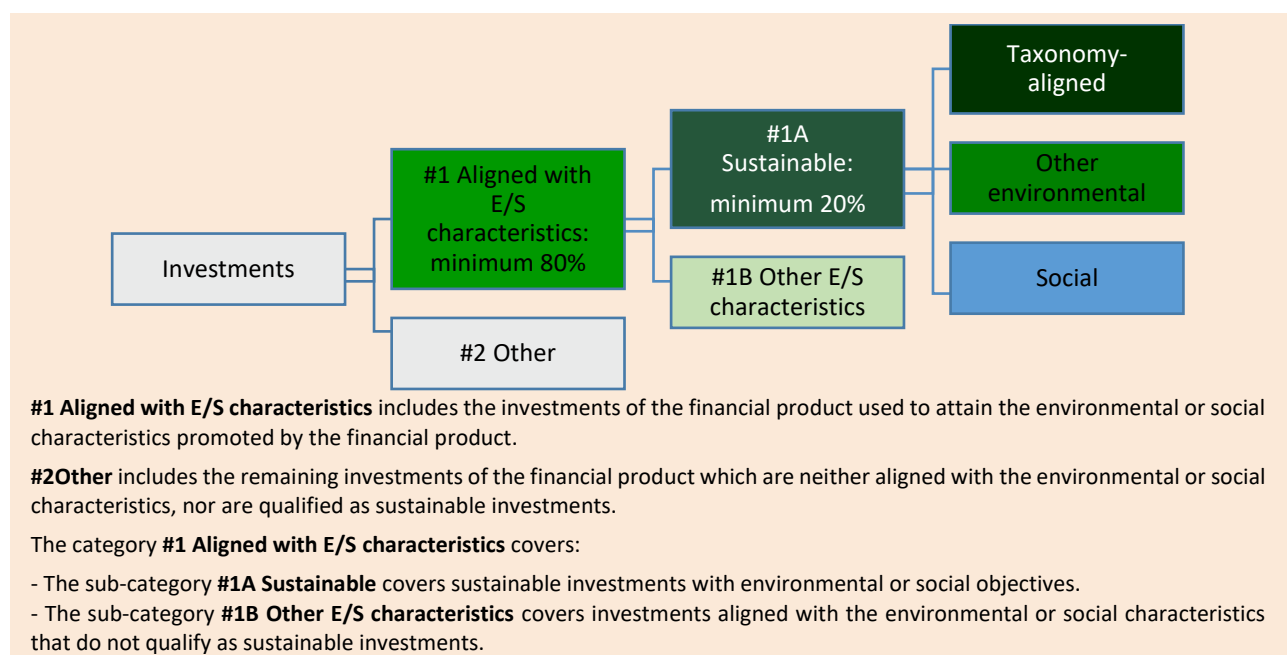 Taxonomy-
aligned
#1A
Sustainable:
minimum 20%
#1 Aligned with
E/S
characteristics:
minimum 80%
Other
environmental
Investments
#1B Other E/S
characteristics
Social
#2 Other
#1 Aligned with E/S characteristics includes the investments of the financial product used to attain the environmental or social
characteristics promoted by the financial product.
#2Other includes the remaining investments of the financial product which are neither aligned with the environmental or social
characteristics, nor are qualified as sustainable investments.
The category #1 Aligned with E/S characteristics covers:
- The sub-category #1A Sustainable covers sustainable investments with environmental or social objectives.
- The sub-category #1B Other E/S characteristics covers investments aligned with the environmental or social characteristics
that do not qualify as sustainable investments.